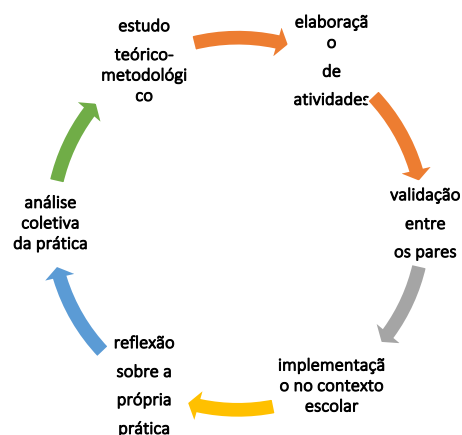 estudo
teórico-
metodológi
co
elaboraçã
o
de
atividades
validação
entre
os pares
implementaçã
o no contexto
escolar
reflexão
sobre a
própria
prática
análise
coletiva
da prática